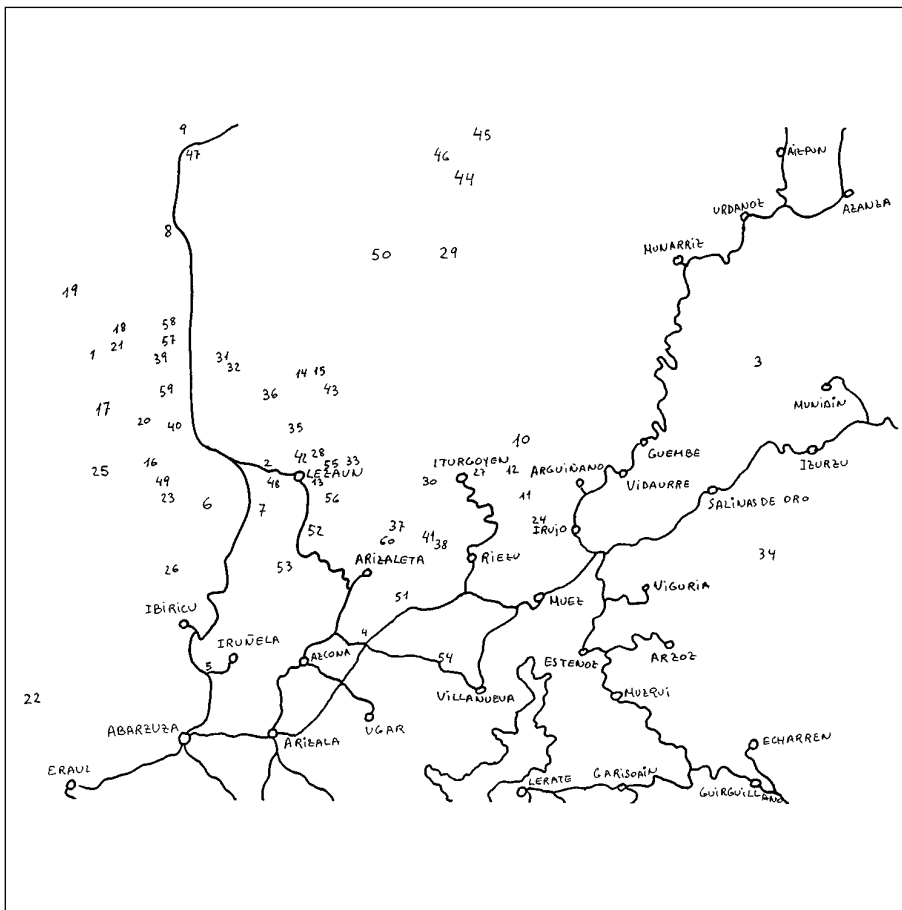 9
47
45
46
44
AIZPUN
URDANOZ
AZANZA
8
MUNARRIZ
50
29
19
18
58
21
57
1
39
31
32
3
14
15
43
59
36
MUNIAIN
17
20
40
35
10
GUEMBE
42
28
55
33
ITURGOYEN
27
12
ARGUIÑANO
IZURZU
25
16
2
LEZAUN
48
13
30
VIDAURRE
49
23
6
7
56
11
SALINAS DE ORO
52
37
24
IRUJO
60
41
38
34
26
53
ARIZALETA
RIEZU
VIGURIA
IBIRICU
51
MUEZ
IRUÑELA
4
5
AZCONA
54
ESTENOZ
ARZOZ
22
VILLANUEVA
MUZQUI
ABARZUZA
ARIZALA
UGAR
ECHARREN
ERAUL
LERATE
GARISOAIN
GUIRGUILLANO